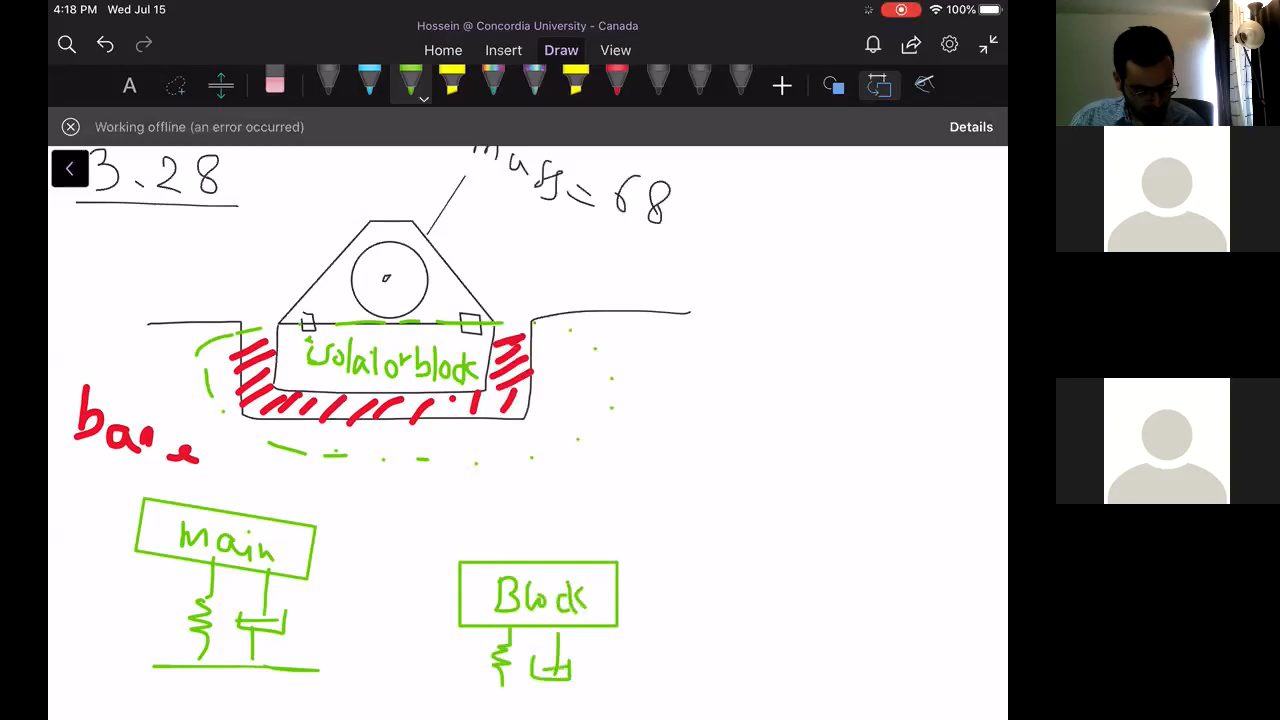 4:18 PM Wed Jul 15
100%
Hossein @ Concordia University - Canada
Home Insert Draw View
A
Working offline (an error occurred)
Details
3.28
mass = 68
isolator block
base
main
Block